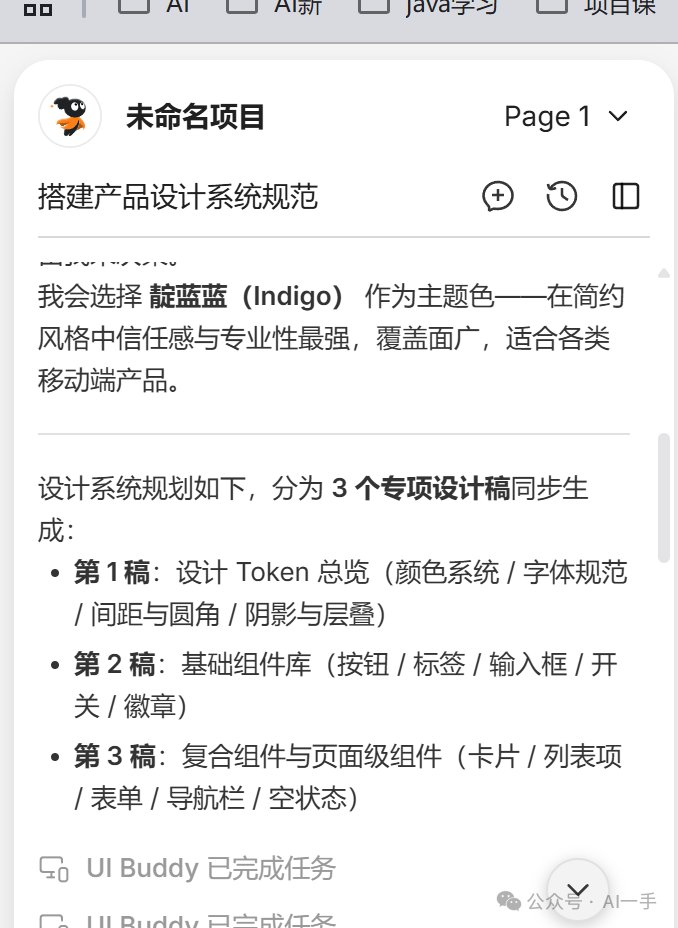 AI
AI新
java学习
项目课
未命名项目
Page 1
搭建产品设计系统规范
我会选择 靛蓝蓝（Indigo） 作为主题色——在简约
风格中信任感与专业性最强，覆盖面广，适合各类
移动端产品。
设计系统规划如下，分为 3 个专项设计稿同步生
成：
第 1 稿：设计 Token 总览（颜色系统 / 字体规范
/ 间距与圆角 / 阴影与层叠）
第 2 稿：基础组件库（按钮 / 标签 / 输入框 / 开
关 / 徽章）
第 3 稿：复合组件与页面级组件（卡片 / 列表项
/ 表单 / 导航栏 / 空状态）
UI Buddy 已完成任务
公众号 · AI一手
UI Buddy 已完成任务